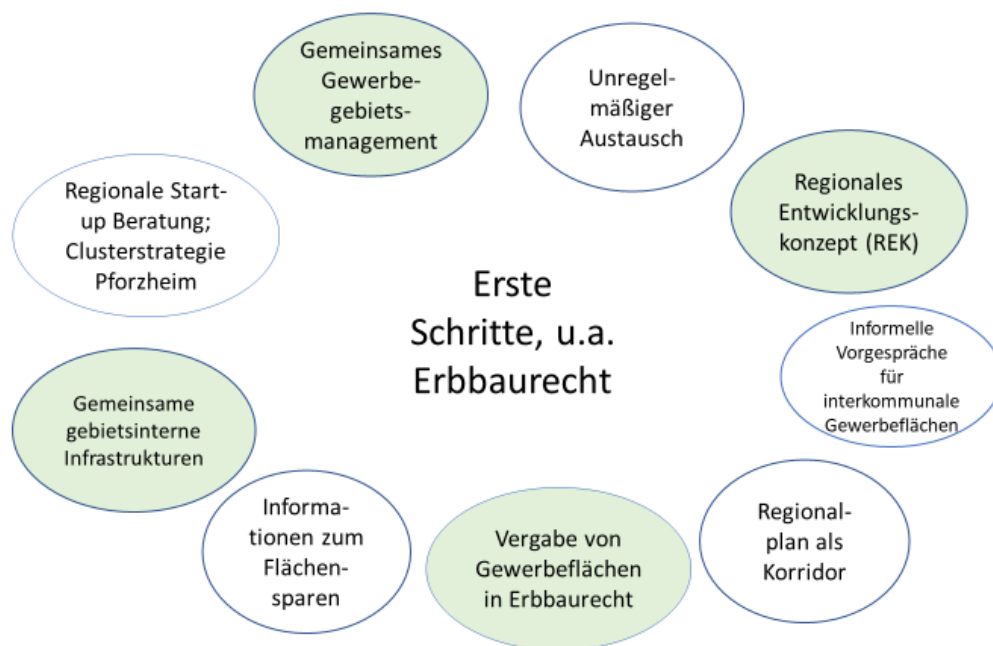 Gemeinsames
Gewerbe-
gebiets-
management
Unregel-
mäßiger
Austausch
Regionales
Entwicklungs-
konzept (REK)
Informelle
Vorgespräche
für
interkommunale
Gewerbeflächen
Regional-
plan als
Korridor
Vergabe von
Gewerbeflächen
in Erbbaurecht
Informa-
tionen zum
Flächen-
sparen
Gemeinsame
gebietsinterne
Infrastrukturen
Regionale Start-
up Beratung;
Clusterstrategie
Pforzheim
Erste
Schritte, u.a.
Erbbaurecht